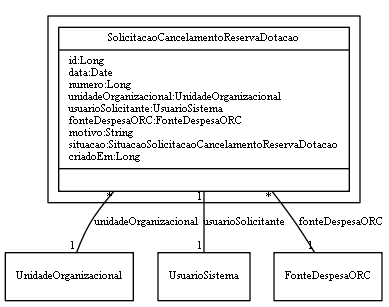 SolicitacaoCancelamentoReservaDotacao
id:Long
data:Date
numero:Long
unidadeOrganizacional:UnidadeOrganizacional
usuarioSolicitante:UsuarioSistema
fonteDespesaORC:FonteDespesaORC
motivo:String
situacao:SituacaoSolicitacaoCancelamentoReservaDotacao
criadoEm:Long
* 1 *
unidadeOrganizacional usuarioSolicitante fonteDespesaORC
1 1 1
UnidadeOrganizacional UsuarioSistema FonteDespesaORC